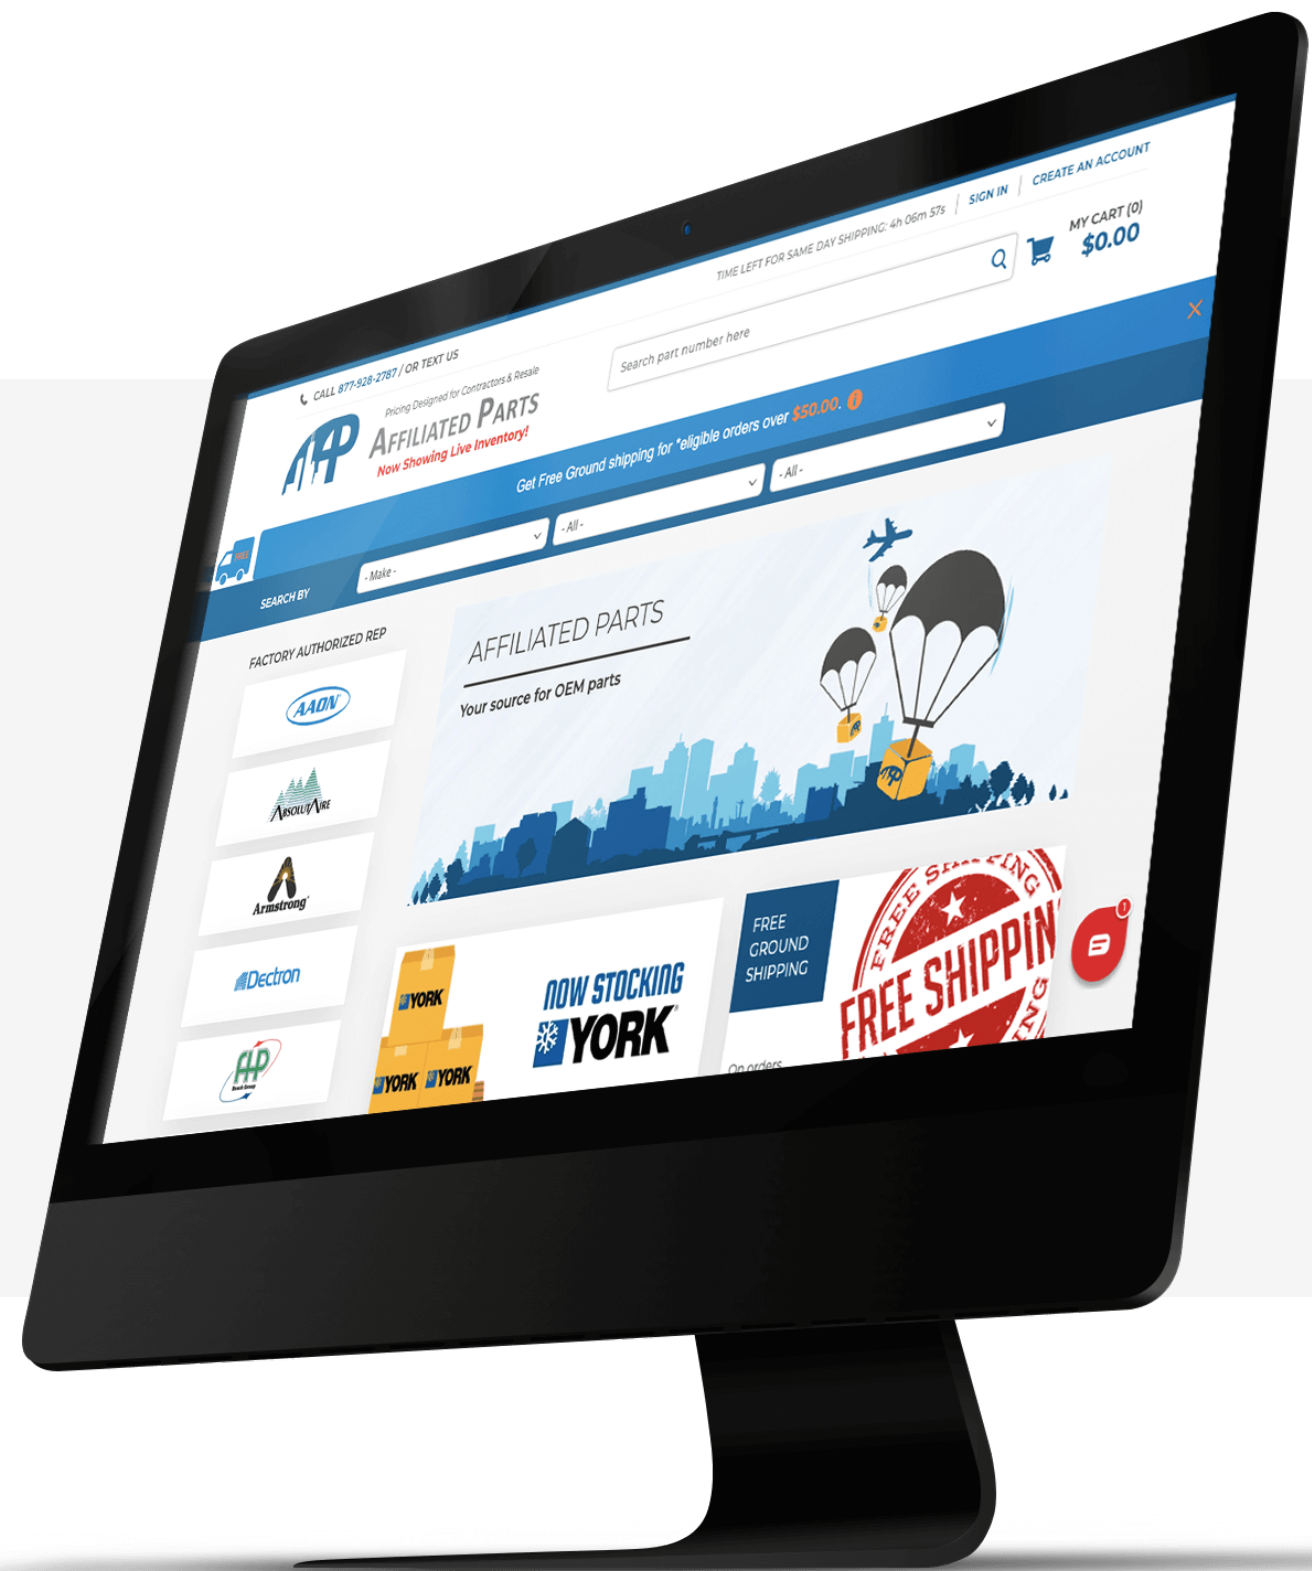 CALL 877-928-2787 / OR TEXT US
TIME LEFT FOR SAME DAY SHIPPING: 4h 06m 57s
SIGN IN
CREATE AN ACCOUNT
Pricing Designed for Contractors & Resale
AFFILIATED PARTS
Now Showing Live Inventory!
Search part number here
MY CART (0)
$0.00
FREE
Get Free Ground shipping for *eligible orders over $50.00. i
X
SEARCH BY
- Make -
- All -
- All -
FACTORY AUTHORIZED REP
AAON
ABSOLUTAIRE
Armstrong
Dectron
AFFILIATED PARTS
Your source for OEM parts
YORK
YORK
YORK
NOW STOCKING
YORK
FREE
GROUND
SHIPPING
On orders
FREE SHIPPING
FREE SHIPPIN
1